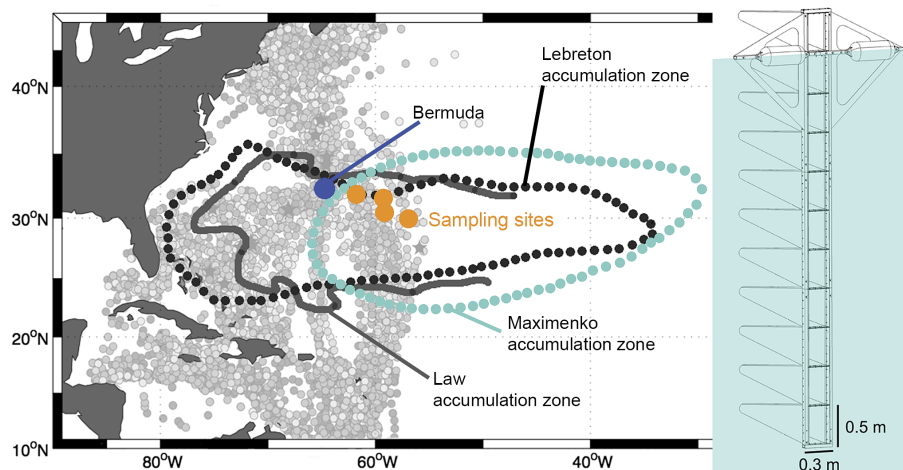 Lebreton
accumulation zone
40°N
Bermuda
30°N
Sampling sites
20°N
Maximenko
accumulation zone
Law
accumulation zone
10°N
80°W
60°W
40°W
0.5 m
0.3 m